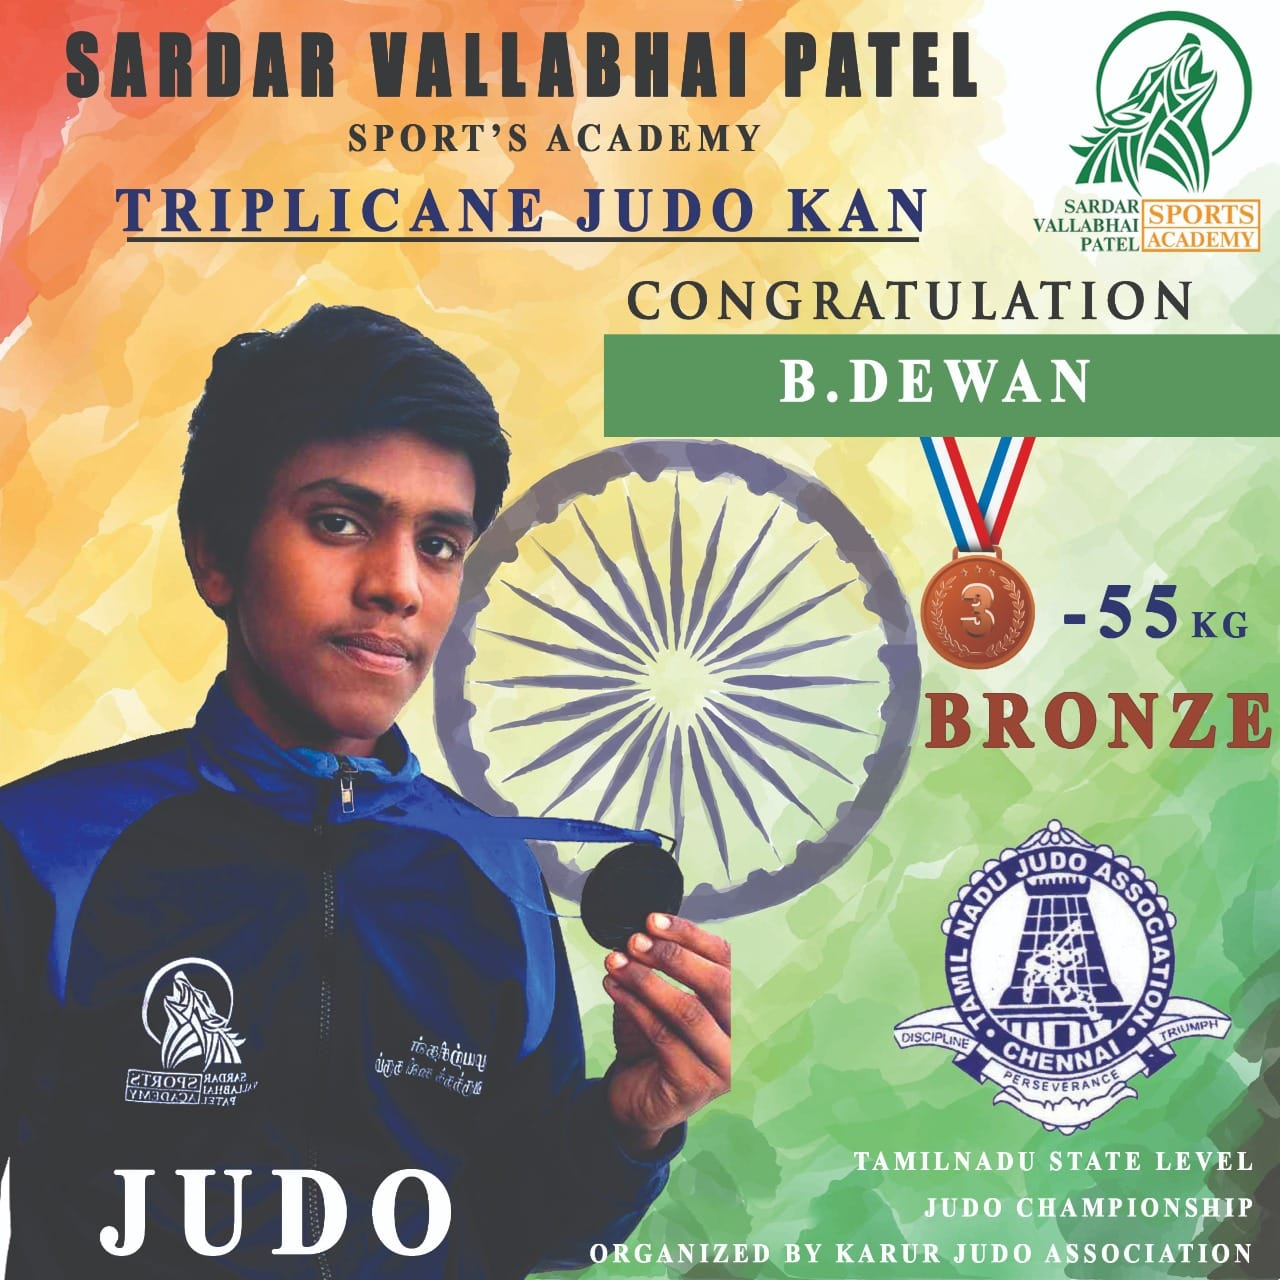 SARDAR VALLABHAI PATEL
SPORT'S ACADEMY
TRIPLICANE JUDO KAN
SARDAR
VALLABHAI
PATEL
SPORTS
ACADEMY
CONGRATULATION
B.DEWAN
3
-55 KG
BRONZE
TAMIL NADU JUDO ASSOCIATION
CHENNAI
DISCIPLINE
PERSEVERANCE
TRIUMPH
SARDAR
VALLABHAI
PATEL
SPORTS
ACADEMY
JUDO
TAMILNADU STATE LEVEL
JUDO CHAMPIONSHIP
ORGANIZED BY KARUR JUDO ASSOCIATION